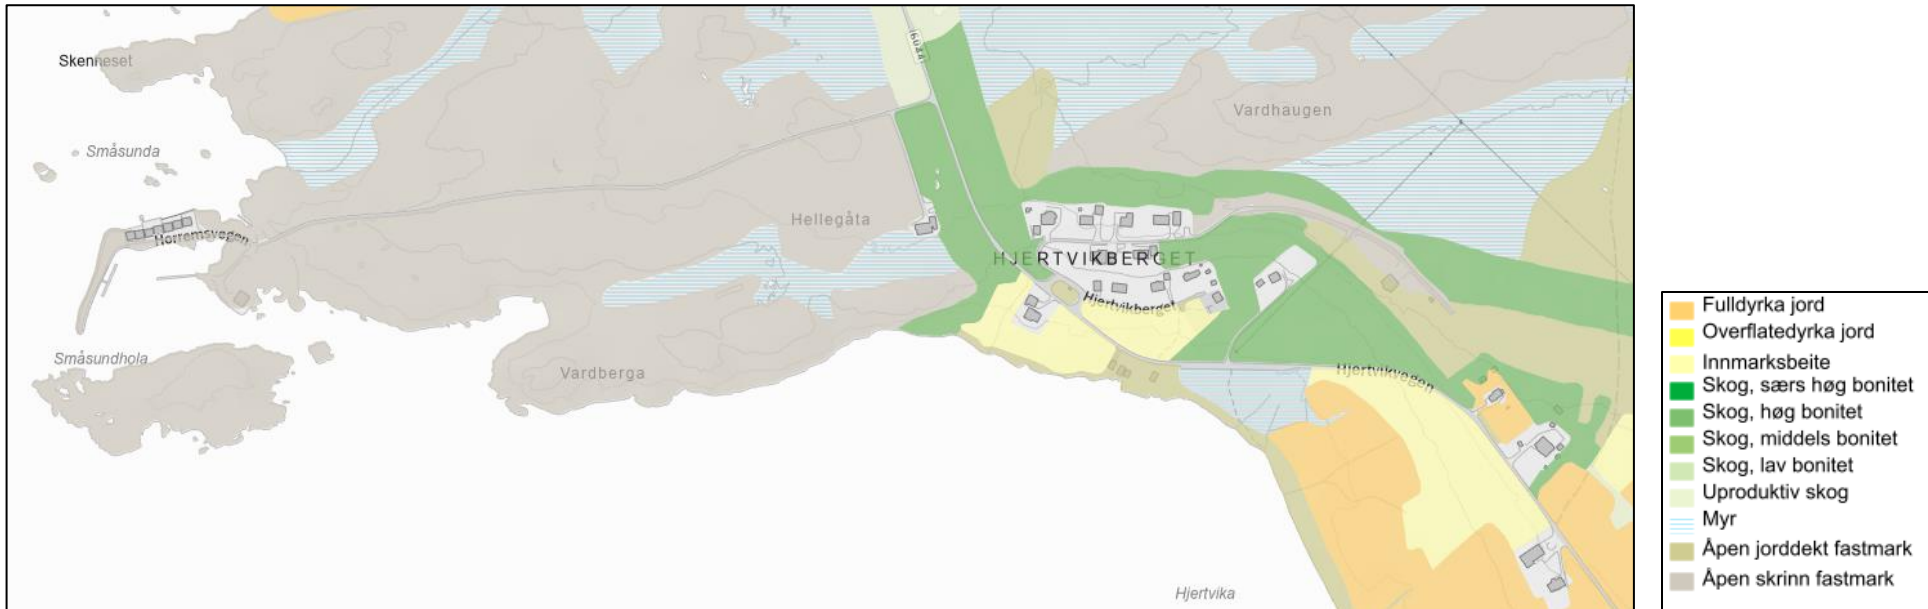 Skenneset
Småsunda
Vardhaugen
Hellegåta
Horremsvegen
HJERTVIKBERGET
Hjertvikberget
Småsundhola
Vardberga
Hjertvikvegen
Hjertvika
Fulldyrka jord
Overflatedyrka jord
Innmarksbeite
Skog, særs høg bonitet
Skog, høg bonitet
Skog, middels bonitet
Skog, lav bonitet
Uproduktiv skog
Myr
Åpen jorddekt fastmark
Åpen skrinn fastmark